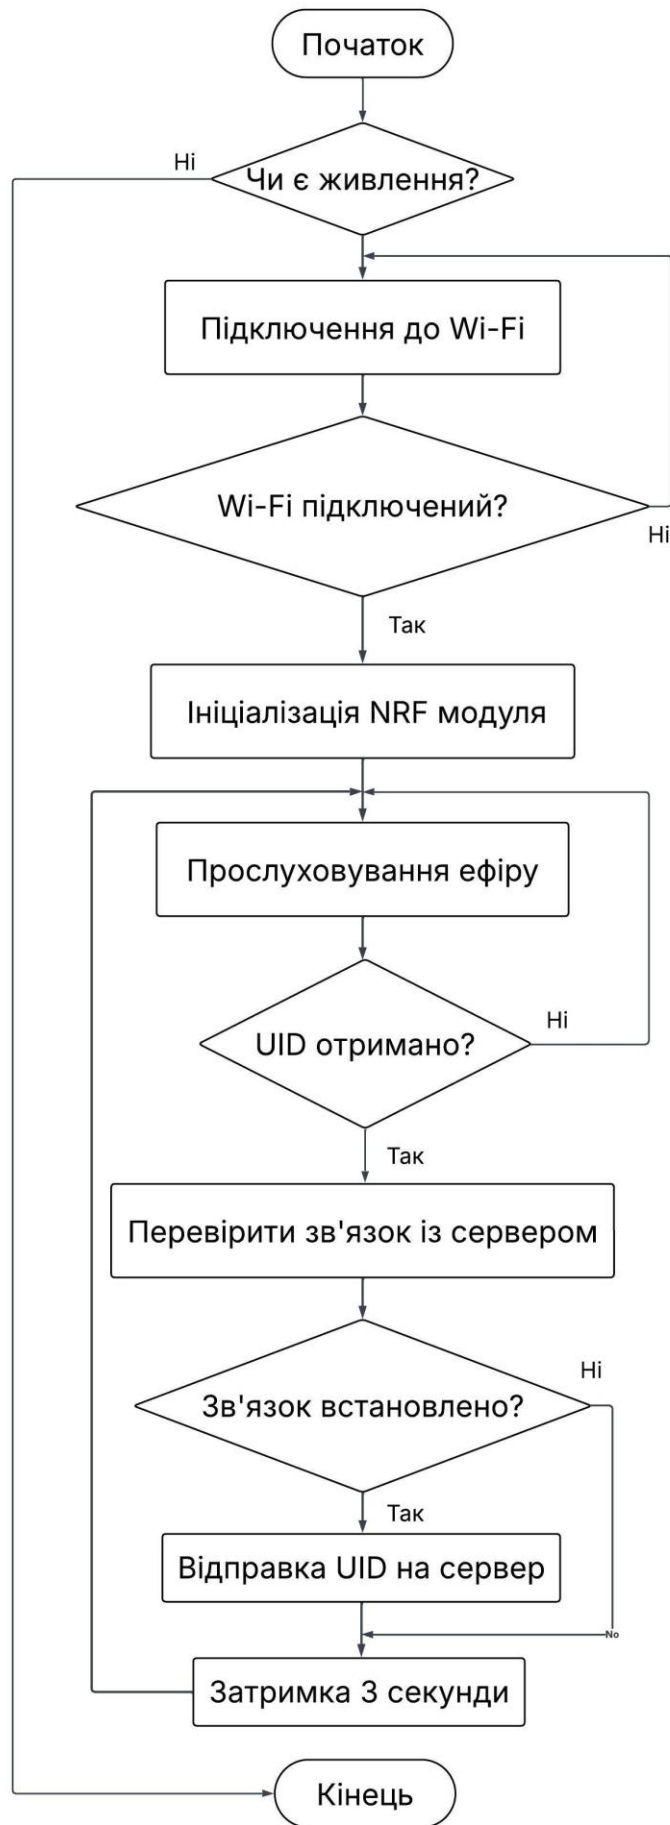 Початок
Ні
Чи є живлення?
Підключення до Wi-Fi
Wi-Fi підключений?
Ні
Так
Ініціалізація NRF модуля
Прослуховування ефіру
UID отримано?
Ні
Так
Перевірити зв'язок із сервером
Ні
Зв'язок встановлено?
Так
Відправка UID на сервер
No
Затримка 3 секунди
Кінець